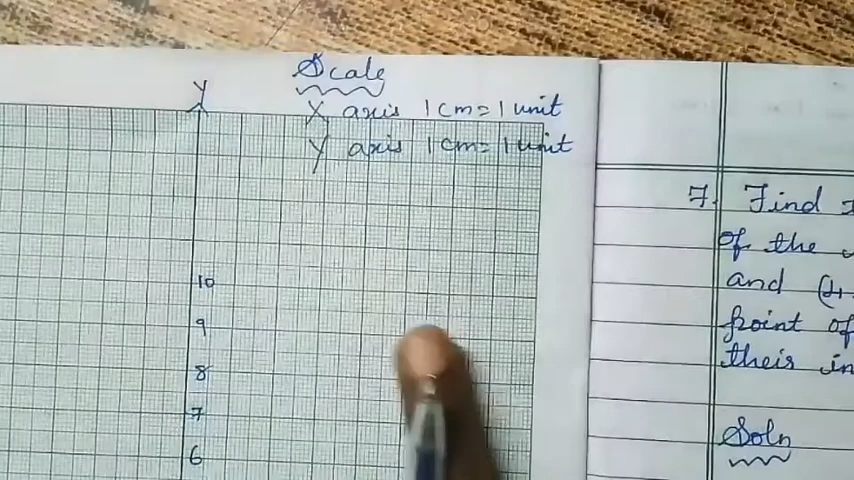 Scale
X axis 1cm = 1 unit
Y axis 1cm = 1 unit
Y
10
9
8
7
6
7. Find
of the
and
point of
their in
Soln